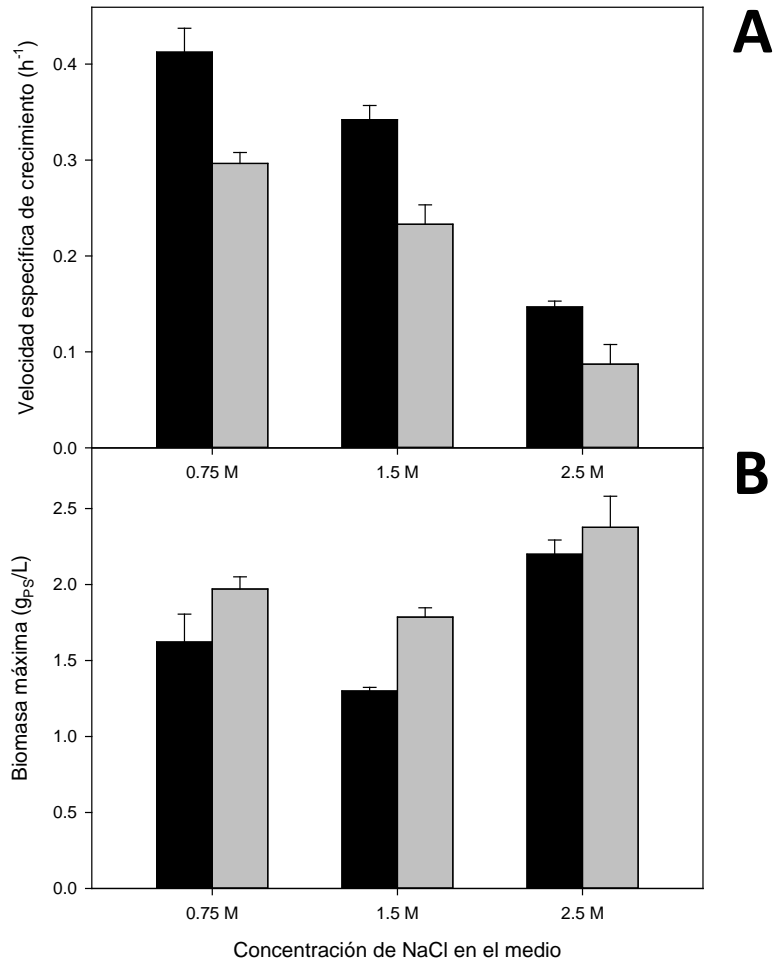 A
Velocidad específica de crecimiento (h⁻¹)
0.4
0.3
0.2
0.1
0.0
0.75 M
1.5 M
2.5 M
B
Biomasa máxima (g_PS/L)
2.5
2.0
1.5
1.0
0.5
0.0
0.75 M
1.5 M
2.5 M
Concentración de NaCl en el medio